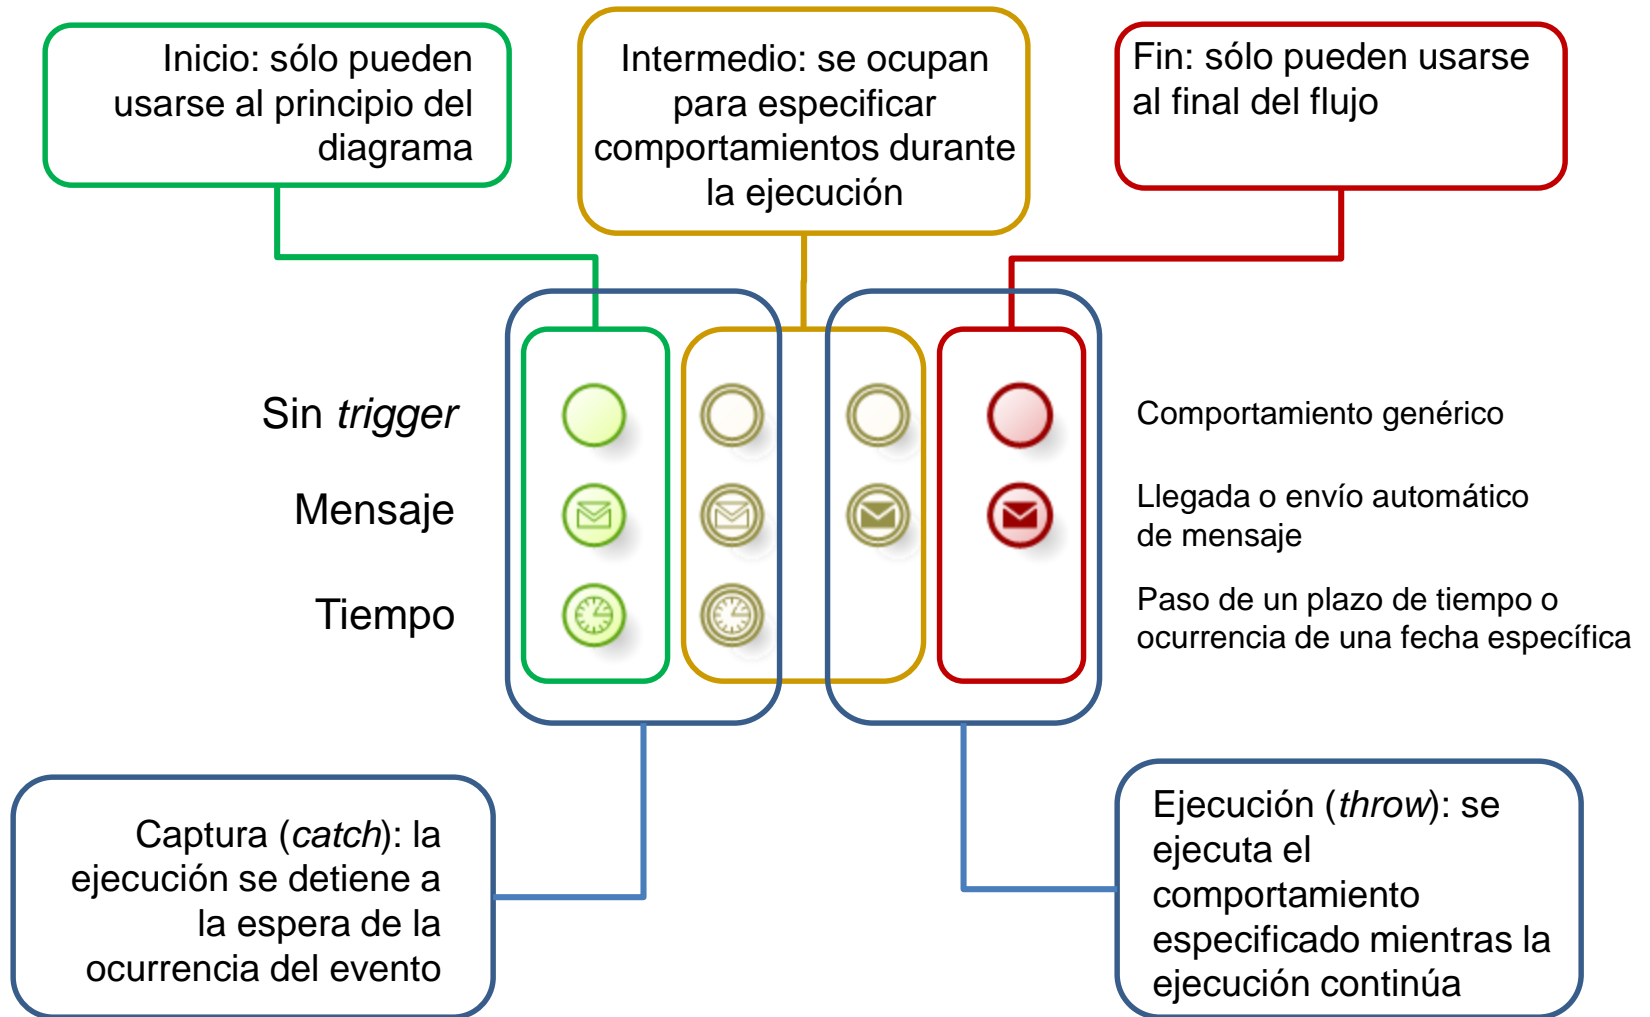 Inicio: sólo pueden
usarse al principio del
diagrama
Intermedio: se ocupan
para especificar
comportamientos durante
la ejecución
Fin: sólo pueden usarse
al final del flujo
Sin trigger
Comportamiento genérico
Mensaje
Llegada o envío automático
de mensaje
Tiempo
Paso de un plazo de tiempo o
ocurrencia de una fecha específica
Captura (catch): la
ejecución se detiene a
la espera de la
ocurrencia del evento
Ejecución (throw): se
ejecuta el
comportamiento
especificado mientras la
ejecución continúa